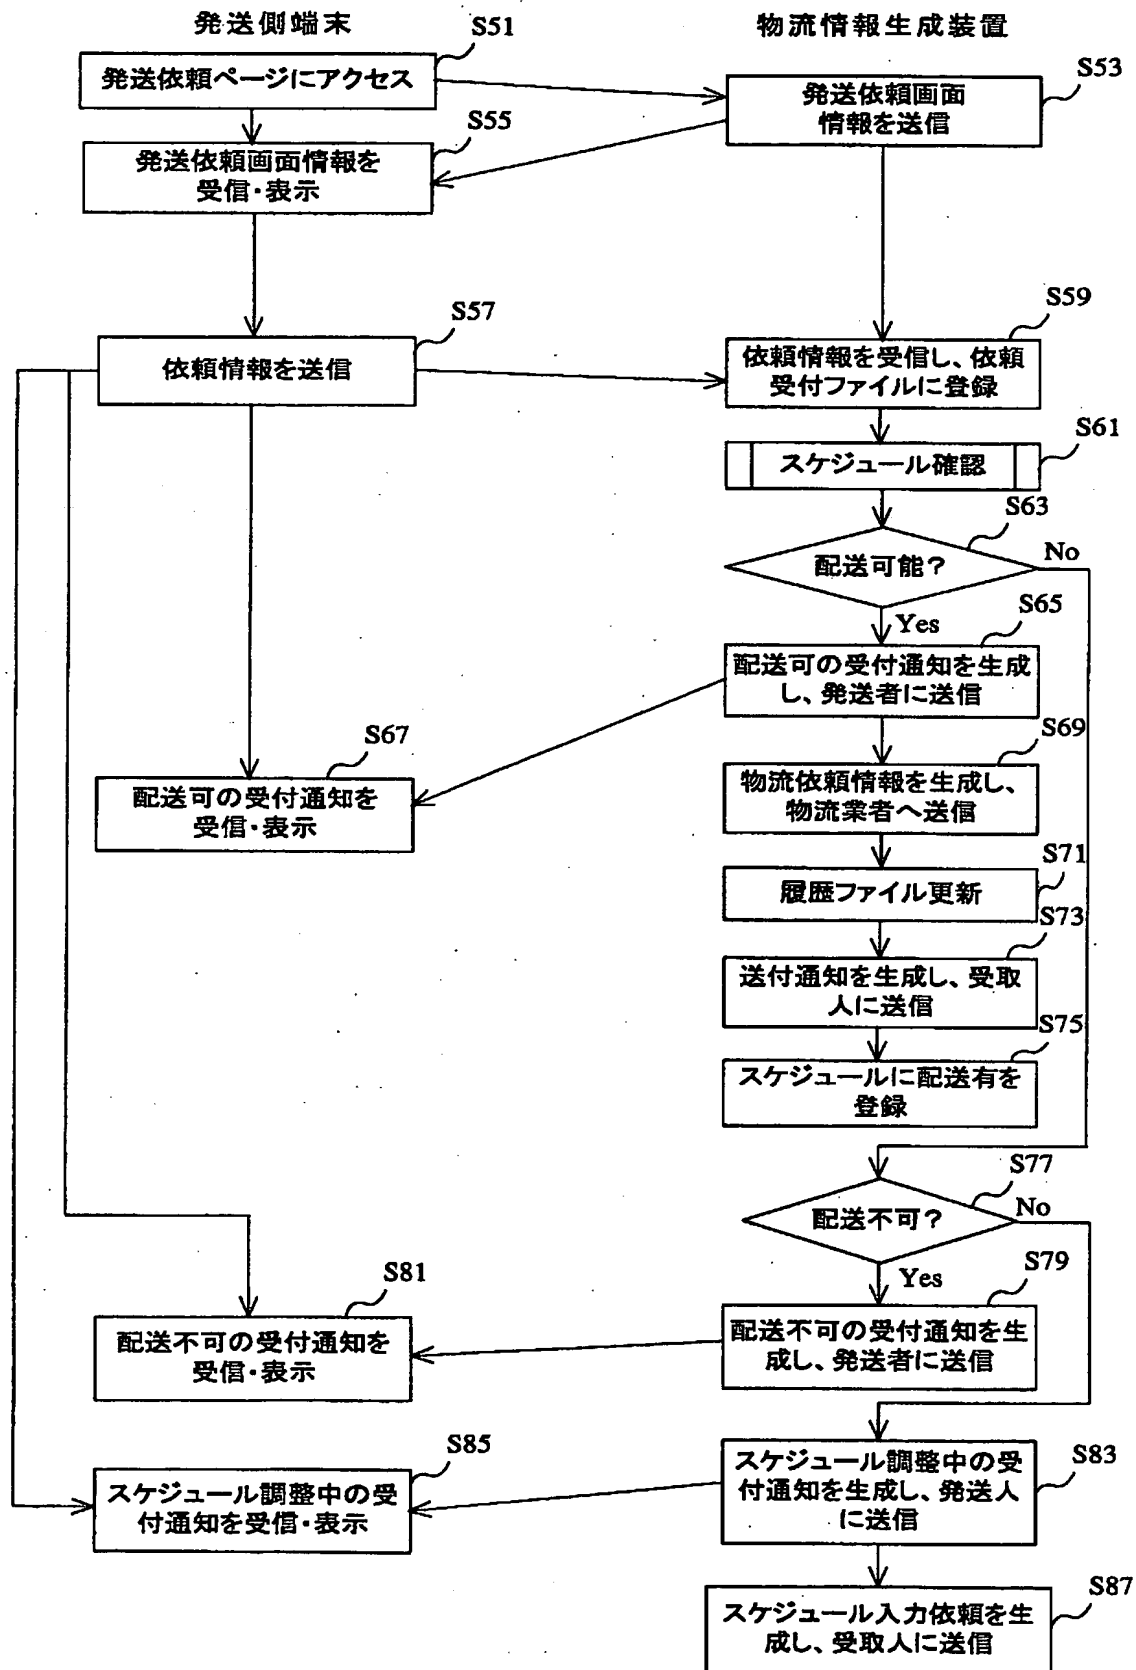 発送側端末
物流情報生成装置
S51
発送依頼ページにアクセス
S53
発送依頼画面
情報を送信
S55
発送依頼画面情報を
受信・表示
S57
依頼情報を送信
S59
依頼情報を受信し、依頼
受付ファイルに登録
S61
スケジュール確認
S63
配送可能?
No
Yes
S65
配送可の受付通知を生成
し、発送者に送信
S67
配送可の受付通知を
受信・表示
S69
物流依頼情報を生成し、
物流業者へ送信
S71
履歴ファイル更新
S73
送付通知を生成し、受取
人に送信
S75
スケジュールに配送有を
登録
S77
配送不可?
No
Yes
S79
配送不可の受付通知を生
成し、発送者に送信
S81
配送不可の受付通知を
受信・表示
S83
スケジュール調整中の受
付通知を生成し、発送人
に送信
S85
スケジュール調整中の受
付通知を受信・表示
S87
スケジュール入力依頼を生
成し、受取人に送信